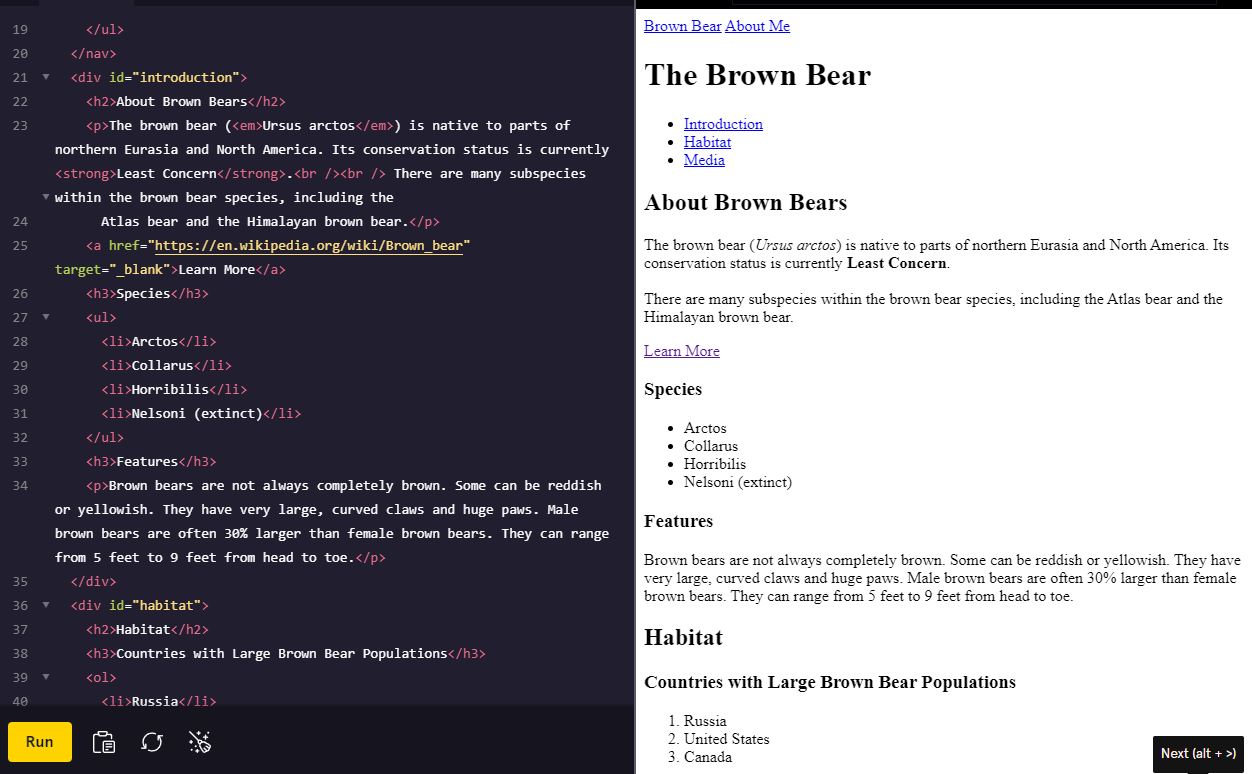 19 </ul>
20 </nav>
21 <div id="introduction">
22 <h2>About Brown Bears</h2>
23 <p>The brown bear (<em>Ursus arctos</em>) is native to parts of
northern Eurasia and North America. Its conservation status is currently
<strong>Least Concern</strong>.<br /><br /> There are many subspecies
within the brown bear species, including the
24 Atlas bear and the Himalayan brown bear.</p>
25 <a href="https://en.wikipedia.org/wiki/Brown_bear"
target="_blank">Learn More</a>
26 <h3>Species</h3>
27 <ul>
28 <li>Arctos</li>
29 <li>Collarus</li>
30 <li>Horribilis</li>
31 <li>Nelsoni (extinct)</li>
32 </ul>
33 <h3>Features</h3>
34 <p>Brown bears are not always completely brown. Some can be reddish
or yellowish. They have very large, curved claws and huge paws. Male
brown bears are often 30% larger than female brown bears. They can range
from 5 feet to 9 feet from head to toe.</p>
35 </div>
36 <div id="habitat">
37 <h2>Habitat</h2>
38 <h3>Countries with Large Brown Bear Populations</h3>
39 <ol>
40 <li>Russia</li>
Run
Brown Bear About Me
The Brown Bear
• Introduction
• Habitat
• Media
About Brown Bears
The brown bear (Ursus arctos) is native to parts of northern Eurasia and North America. Its
conservation status is currently Least Concern.
There are many subspecies within the brown bear species, including the Atlas bear and the
Himalayan brown bear.
Learn More
Species
• Arctos
• Collarus
• Horribilis
• Nelsoni (extinct)
Features
Brown bears are not always completely brown. Some can be reddish or yellowish. They have
very large, curved claws and huge paws. Male brown bears are often 30% larger than female
brown bears. They can range from 5 feet to 9 feet from head to toe.
Habitat
Countries with Large Brown Bear Populations
1. Russia
2. United States
3. Canada
Next (alt + >)